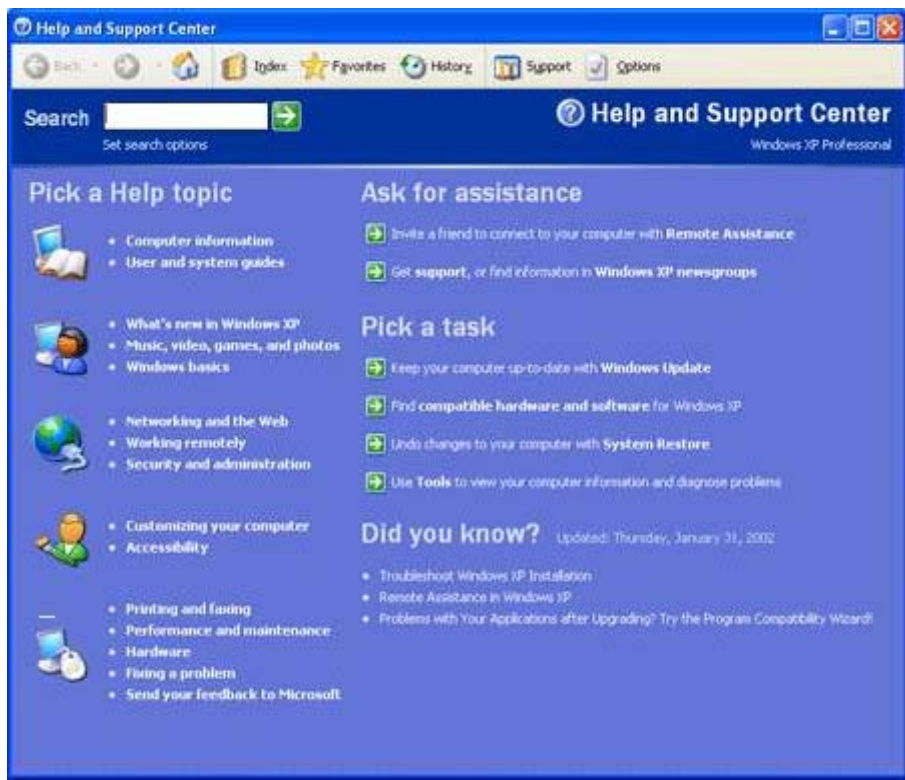 Help and Support Center
Back
Index
Favorites
History
Support
Options
Search
Set search options
Help and Support Center
Windows XP Professional
Pick a Help topic
Computer information
User and system guides
What's new in Windows XP
Music, video, games, and photos
Windows basics
Networking and the Web
Working remotely
Security and administration
Customizing your computer
Accessibility
Printing and faxing
Performance and maintenance
Hardware
Fixing a problem
Send your feedback to Microsoft
Ask for assistance
Invite a friend to connect to your computer with Remote Assistance
Get support, or find information in Windows XP newsgroups
Pick a task
Keep your computer up-to-date with Windows Update
Find compatible hardware and software for Windows XP
Undo changes to your computer with System Restore
Use Tools to view your computer information and diagnose problems
Did you know? Updated: Thursday, January 31, 2002
Troubleshoot Windows XP Installation
Remote Assistance in Windows XP
Problems with Your Applications after Upgrading? Try the Program Compatibility Wizard!